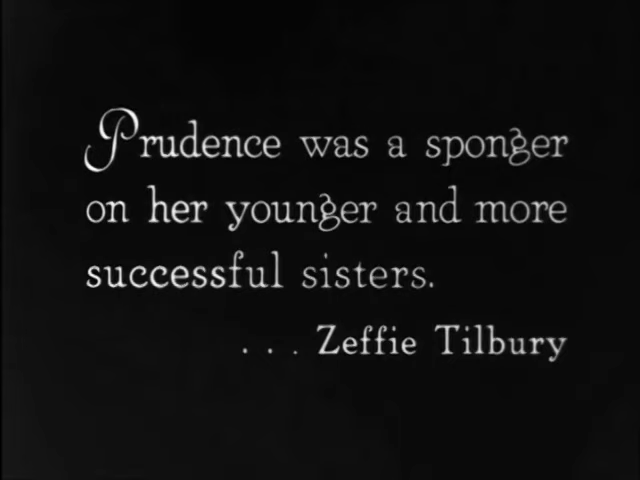 Prudence was a sponger
on her younger and more
successful sisters.
... Zeffie Tilbury